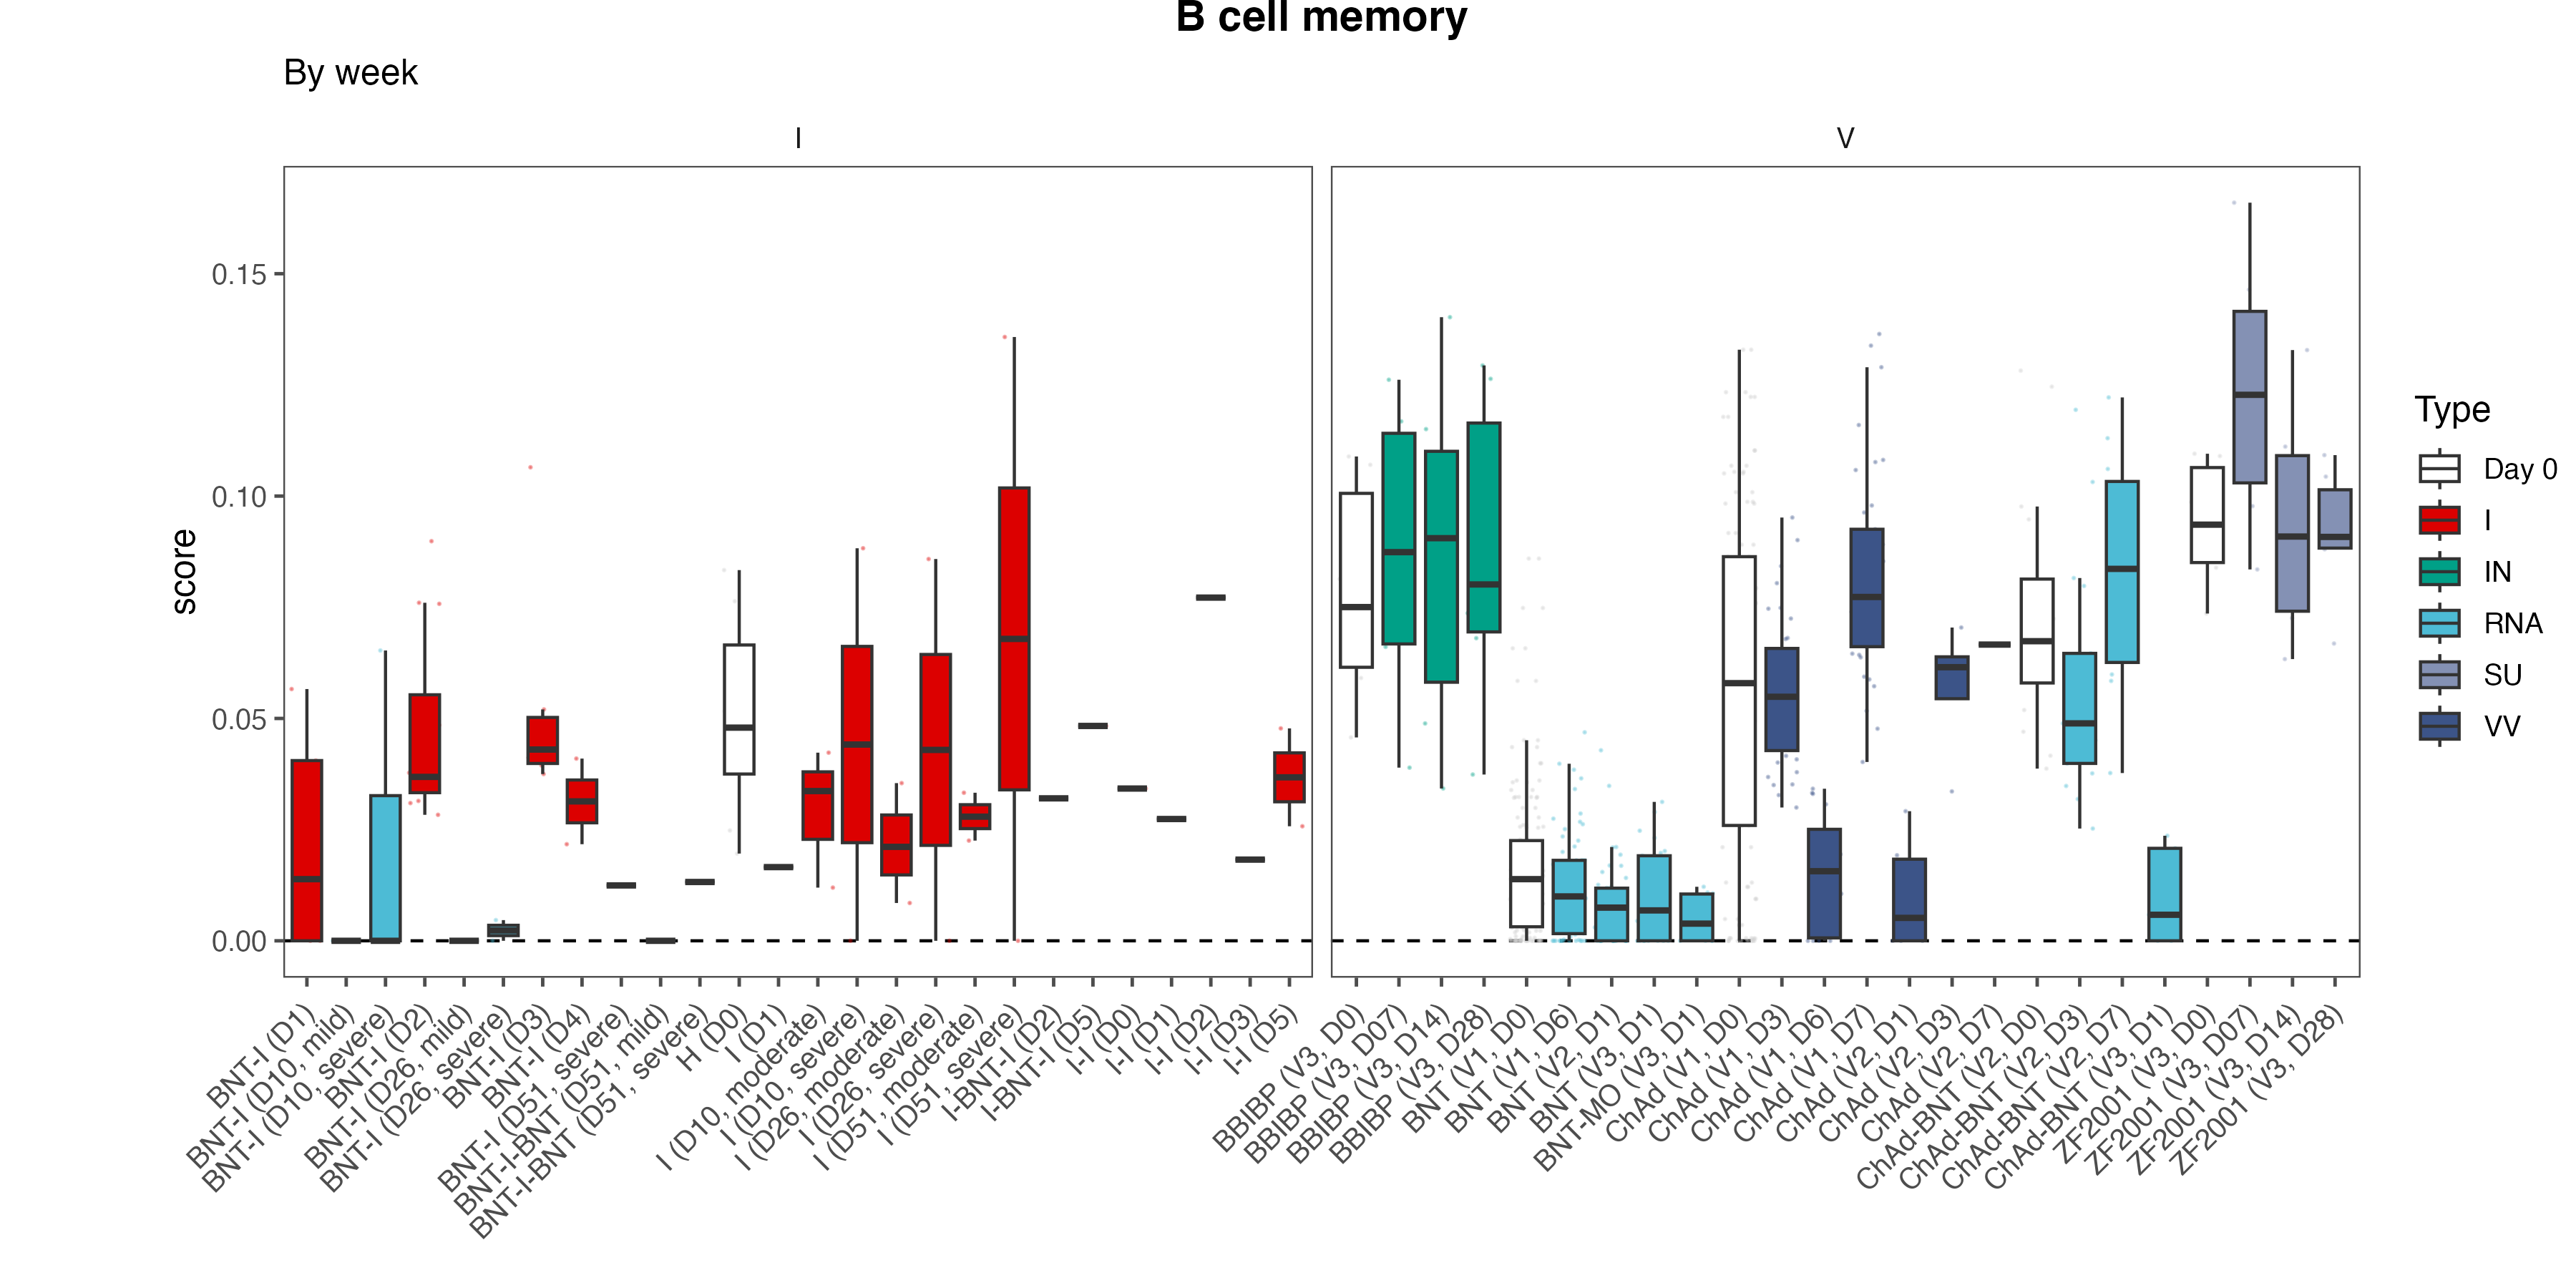 B cell memory
By week
I
V
score
0.15
0.10
0.05
0.00
BNT-I (D1)
BNT-I (D10, mild)
BNT-I (D10, severe)
BNT-I (D2)
BNT-I (D26, mild)
BNT-I (D26, severe)
BNT-I (D3)
BNT-I (D4)
BNT-I (D51, severe)
BNT-I-BNT (D51, mild)
BNT-I-BNT (D51, severe)
H (D0)
I (D1)
I (D10, moderate)
I (D10, severe)
I (D26, moderate)
I (D26, severe)
I (D51, moderate)
I (D51, severe)
I-BNT-I (D2)
I-BNT-I (D5)
I-I (D0)
I-I (D1)
I-I (D2)
I-I (D3)
I-I (D5)
BBIBP (V3, D0)
BBIBP (V3, D07)
BBIBP (V3, D14)
BBIBP (V3, D28)
BNT (V1, D0)
BNT (V1, D6)
BNT (V2, D1)
BNT (V3, D1)
BNT-MO (V3, D1)
ChAd (V1, D0)
ChAd (V1, D3)
ChAd (V1, D6)
ChAd (V1, D7)
ChAd (V2, D1)
ChAd (V2, D3)
ChAd (V2, D7)
ChAd-BNT (V2, D0)
ChAd-BNT (V2, D3)
ChAd-BNT (V2, D7)
ChAd-BNT (V3, D1)
ZF2001 (V3, D0)
ZF2001 (V3, D07)
ZF2001 (V3, D14)
ZF2001 (V3, D28)
Type
Day 0
I
IN
RNA
SU
VV